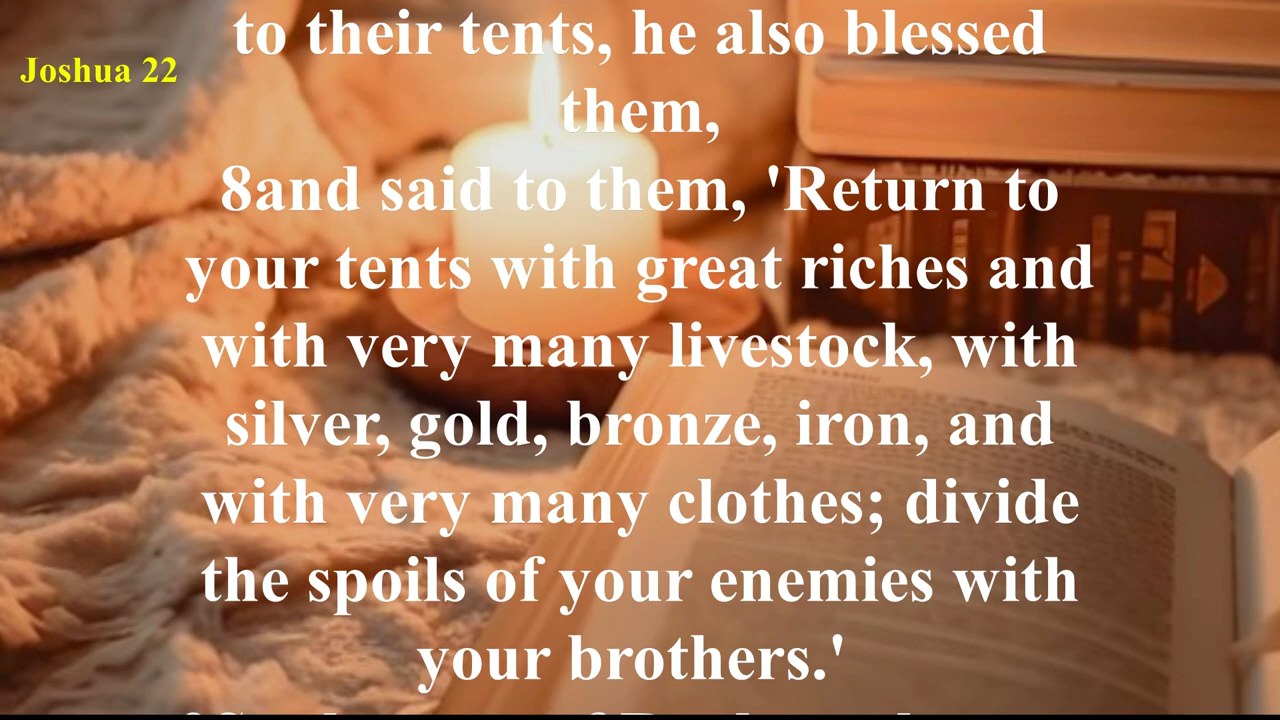 to their tents, he also blessed
Joshua 22
them,
8and said to them, 'Return to
your tents with great riches and
with very many livestock, with
silver, gold, bronze, iron, and
with very many clothes; divide
the spoils of your enemies with
your brothers.'